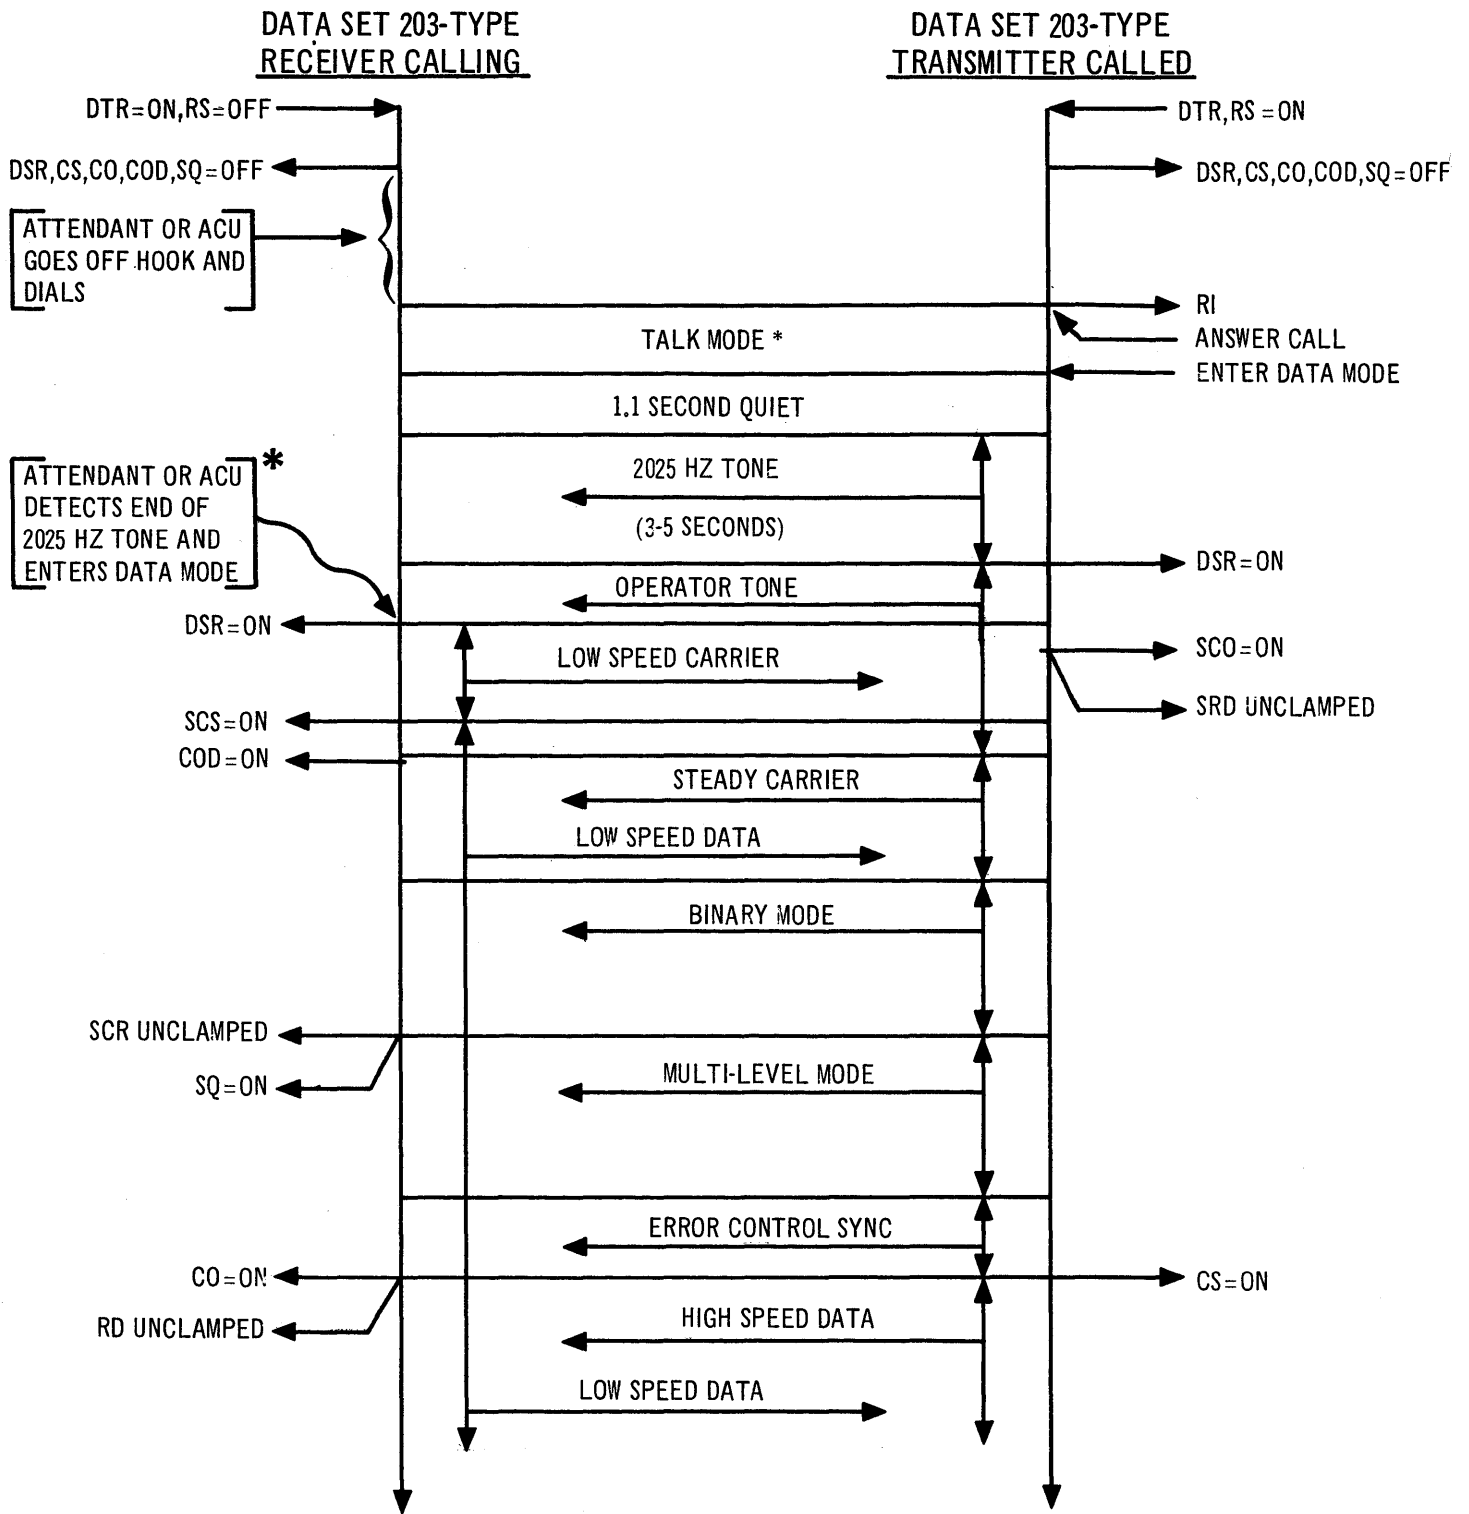 DATA SET 203-TYPE
RECEIVER CALLING
DATA SET 203-TYPE
TRANSMITTER CALLED
DTR=ON,RS=OFF
DTR,RS=ON
DSR,CS,CO,COD,SQ=OFF
DSR,CS,CO,COD,SQ=OFF
ATTENDANT OR ACU
GOES OFF HOOK AND
DIALS
RI
TALK MODE *
ANSWER CALL
ENTER DATA MODE
1.1 SECOND QUIET
*
ATTENDANT OR ACU
DETECTS END OF
2025 HZ TONE AND
ENTERS DATA MODE
2025 HZ TONE
(3-5 SECONDS)
DSR=ON
OPERATOR TONE
DSR=ON
SCO=ON
LOW SPEED CARRIER
SRD UNCLAMPED
SCS=ON
COD=ON
STEADY CARRIER
LOW SPEED DATA
BINARY MODE
SCR UNCLAMPED
MULTI-LEVEL MODE
SQ=ON
ERROR CONTROL SYNC
CO=ON
CS=ON
HIGH SPEED DATA
RD UNCLAMPED
LOW SPEED DATA